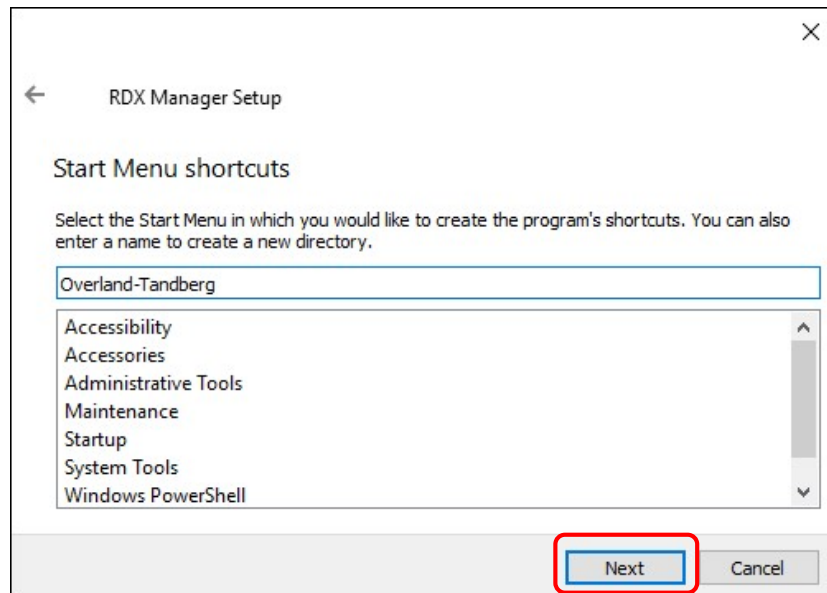 RDX Manager Setup
Start Menu shortcuts
Select the Start Menu in which you would like to create the program's shortcuts. You can also
enter a name to create a new directory.
Overland-Tandberg
Accessibility
Accessories
Administrative Tools
Maintenance
Startup
System Tools
Windows PowerShell
Next Cancel